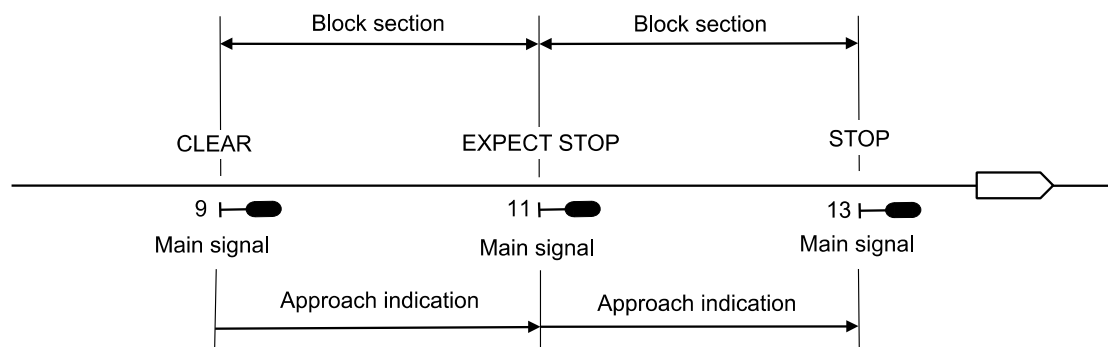 Block section Block section
CLEAR EXPECT STOP STOP
9 11 13
Main signal Main signal Main signal
Approach indication Approach indication